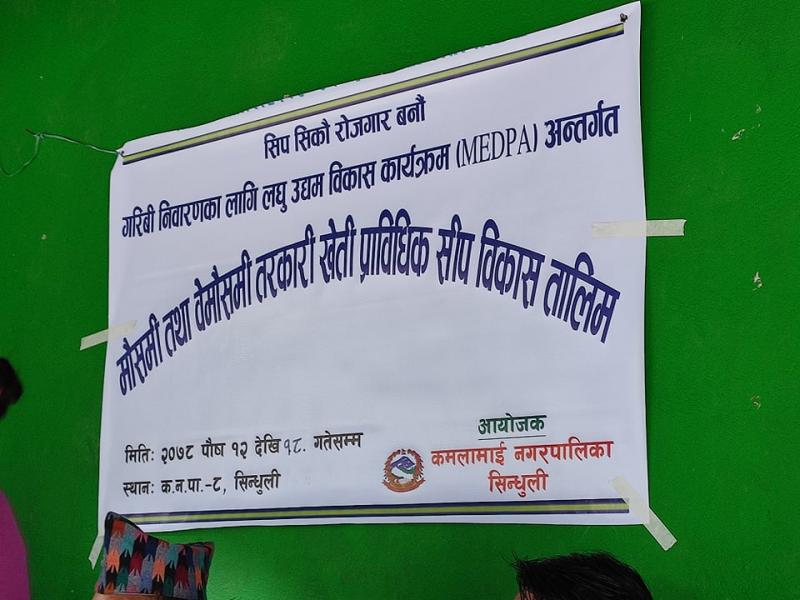 सिप सिकौ रोजगार बनौं
गरिबी निवारणका लागि लघु उद्यम विकास कार्यक्रम (MEDPA) अन्तर्गत
मौसमी तथा वेमौसमी तरकारी खेती प्राविधिक सीप विकास तालिम
मितिः २०७८ पौष १२ देखि १८. गतेसम्म
स्थानः क.न.पा.-८, सिन्धुली
आयोजक
कमलामाई नगरपालिका
सिन्धुली